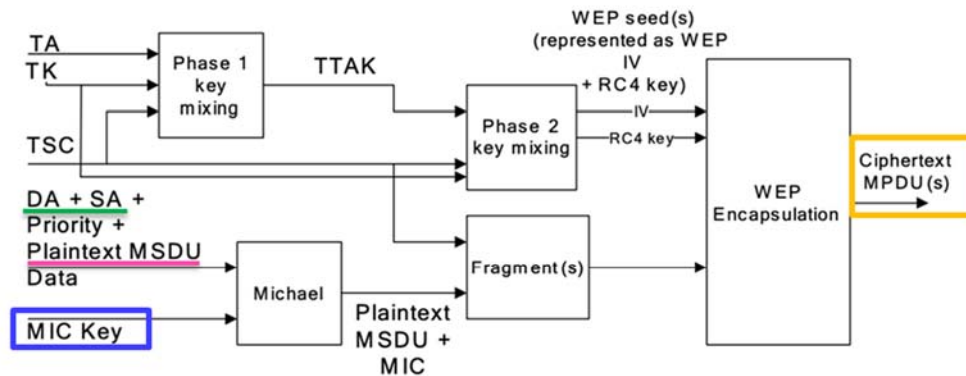 TA
TK
Phase 1
key
mixing
TTAK
WEP seed(s)
(represented as WEP
IV
+ RC4 key)
IV
RC4 key
Phase 2
key mixing
TSC
WEP
Encapsulation
Ciphertext
MPDU(s)
DA + SA +
Priority +
Plaintext MSDU
Data
MIC Key
Michael
Plaintext
MSDU +
MIC
Fragment(s)